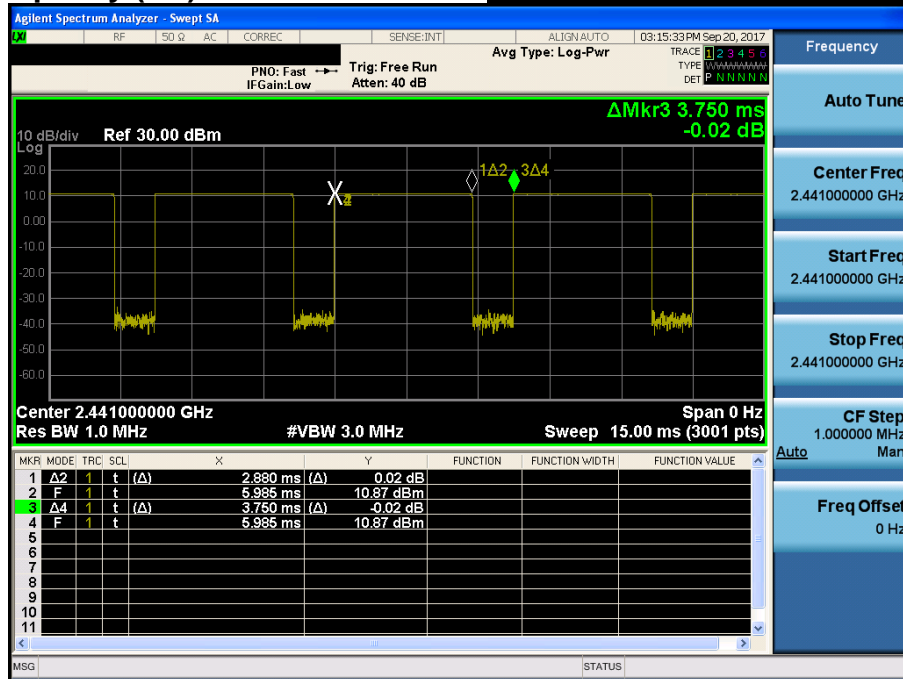 Agilent Spectrum Analyzer - Swept SA
LXI RF 50 Ω AC CORREC SENSE:INT ALIGN AUTO 03:15:33 PM Sep 20, 2017
PNO: Fast Trig: Free Run Avg Type: Log-Pwr TRACE 1 2 3 4 5 6
IFGain:Low Atten: 40 dB TYPE WWWWWW
DET P N N N N N
Frequency
Auto Tune
Center Freq
2.441000000 GHz
Start Freq
2.441000000 GHz
Stop Freq
2.441000000 GHz
CF Step
1.000000 MHz
Auto Man
Freq Offset
0 Hz
ΔMkr3 3.750 ms
-0.02 dB
10 dB/div Ref 30.00 dBm
Log
20.0
10.0
0.00
-10.0
-20.0
-30.0
-40.0
-50.0
-60.0
1Δ2 3Δ4
Center 2.441000000 GHz Span 0 Hz
Res BW 1.0 MHz #VBW 3.0 MHz Sweep 15.00 ms (3001 pts)
MKR MODE TRC SCL X Y FUNCTION FUNCTION WIDTH FUNCTION VALUE
1 Δ2 1 t (Δ) 2.880 ms (Δ) 0.02 dB
2 F 1 t 5.985 ms 10.87 dBm
3 Δ4 1 t (Δ) 3.750 ms (Δ) -0.02 dB
4 F 1 t 5.985 ms 10.87 dBm
5
6
7
8
9
10
11
MSG STATUS